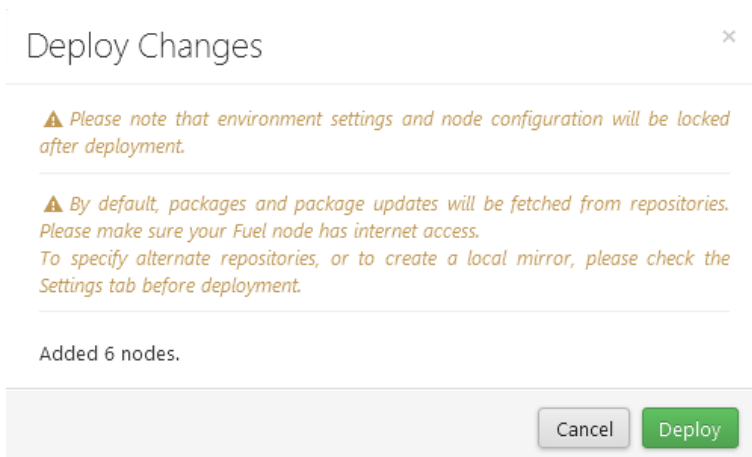 Deploy Changes ×
Please note that environment settings and node configuration will be locked
after deployment.
By default, packages and package updates will be fetched from repositories.
Please make sure your Fuel node has internet access.
To specify alternate repositories, or to create a local mirror, please check the
Settings tab before deployment.
Added 6 nodes.
Cancel Deploy